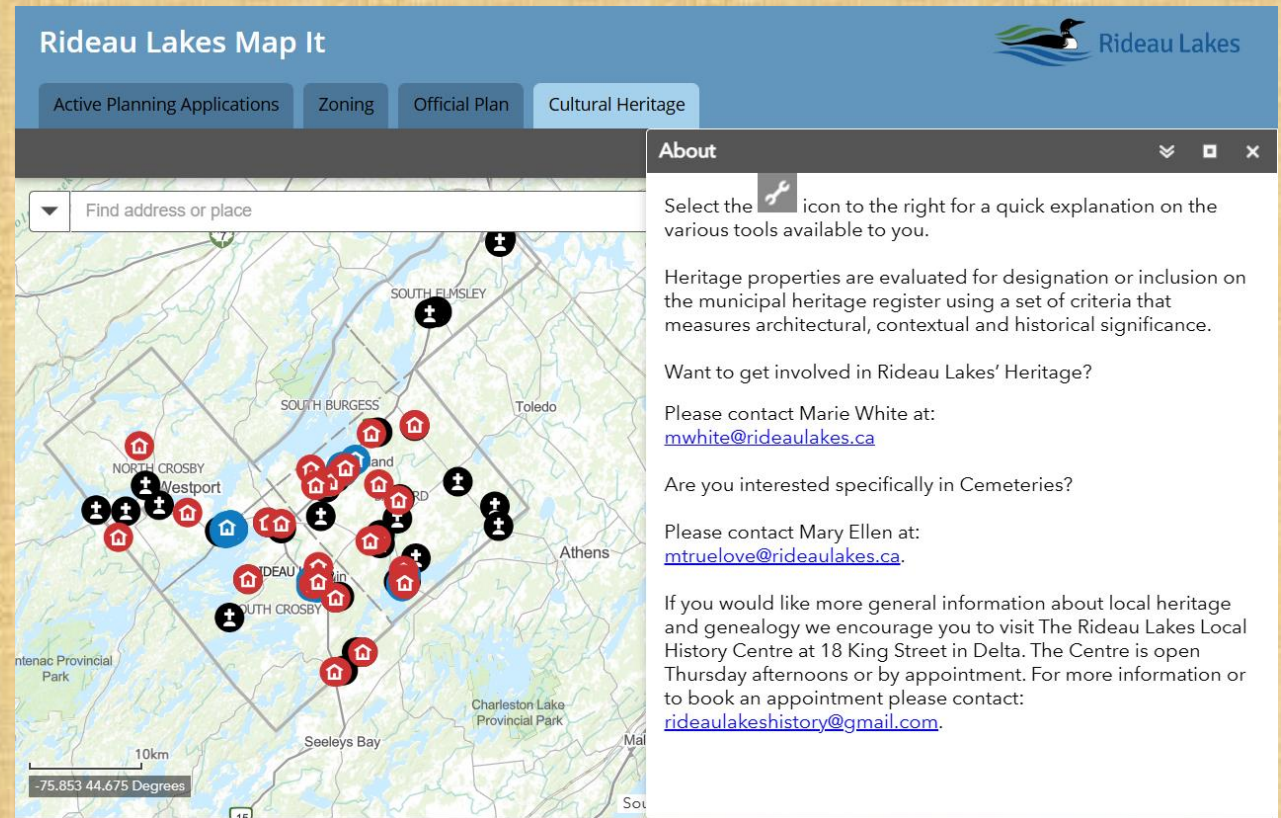 Rideau Lakes Map It
Rideau Lakes
Active Planning Applications
Zoning
Official Plan
Cultural Heritage
About
Find address or place
Select the icon to the right for a quick explanation on the
various tools available to you.
Heritage properties are evaluated for designation or inclusion on
the municipal heritage register using a set of criteria that
measures architectural, contextual and historical significance.
Want to get involved in Rideau Lakes' Heritage?
Please contact Marie White at:
mwhite@rideaulakes.ca
Are you interested specifically in Cemeteries?
Please contact Mary Ellen at:
mtruelove@rideaulakes.ca.
If you would like more general information about local heritage
and genealogy we encourage you to visit The Rideau Lakes Local
History Centre at 18 King Street in Delta. The Centre is open
Thursday afternoons or by appointment. For more information or
to book an appointment please contact:
rideaulakeshistory@gmail.com.
7
SOUTH ELMSLEY
SOUTH BURGESS
Toledo
NORTH CROSBY
Westport
Athens
RIDEAU
SOUTH CROSBY
Provincial
Park
Charleston Lake
Provincial Park
Seeleys Bay
10km
-75.853 44.675 Degrees
15